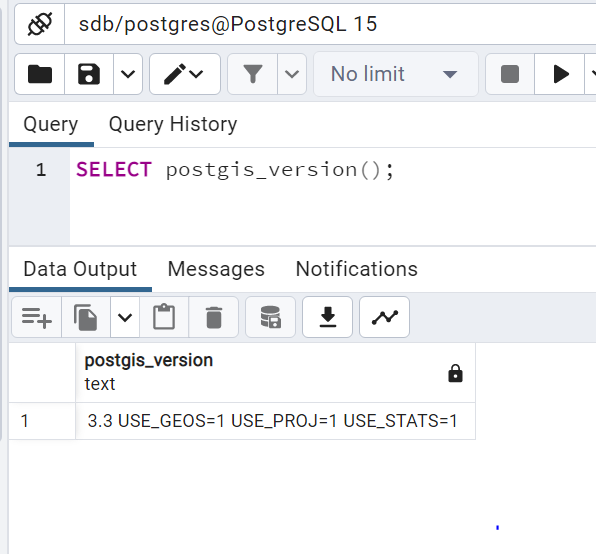 sdb/postgres@PostgreSQL 15
No limit
Query Query History
1 SELECT postgis_version();
Data Output Messages Notifications
postgis_version
text
1 3.3 USE_GEOS=1 USE_PROJ=1 USE_STATS=1